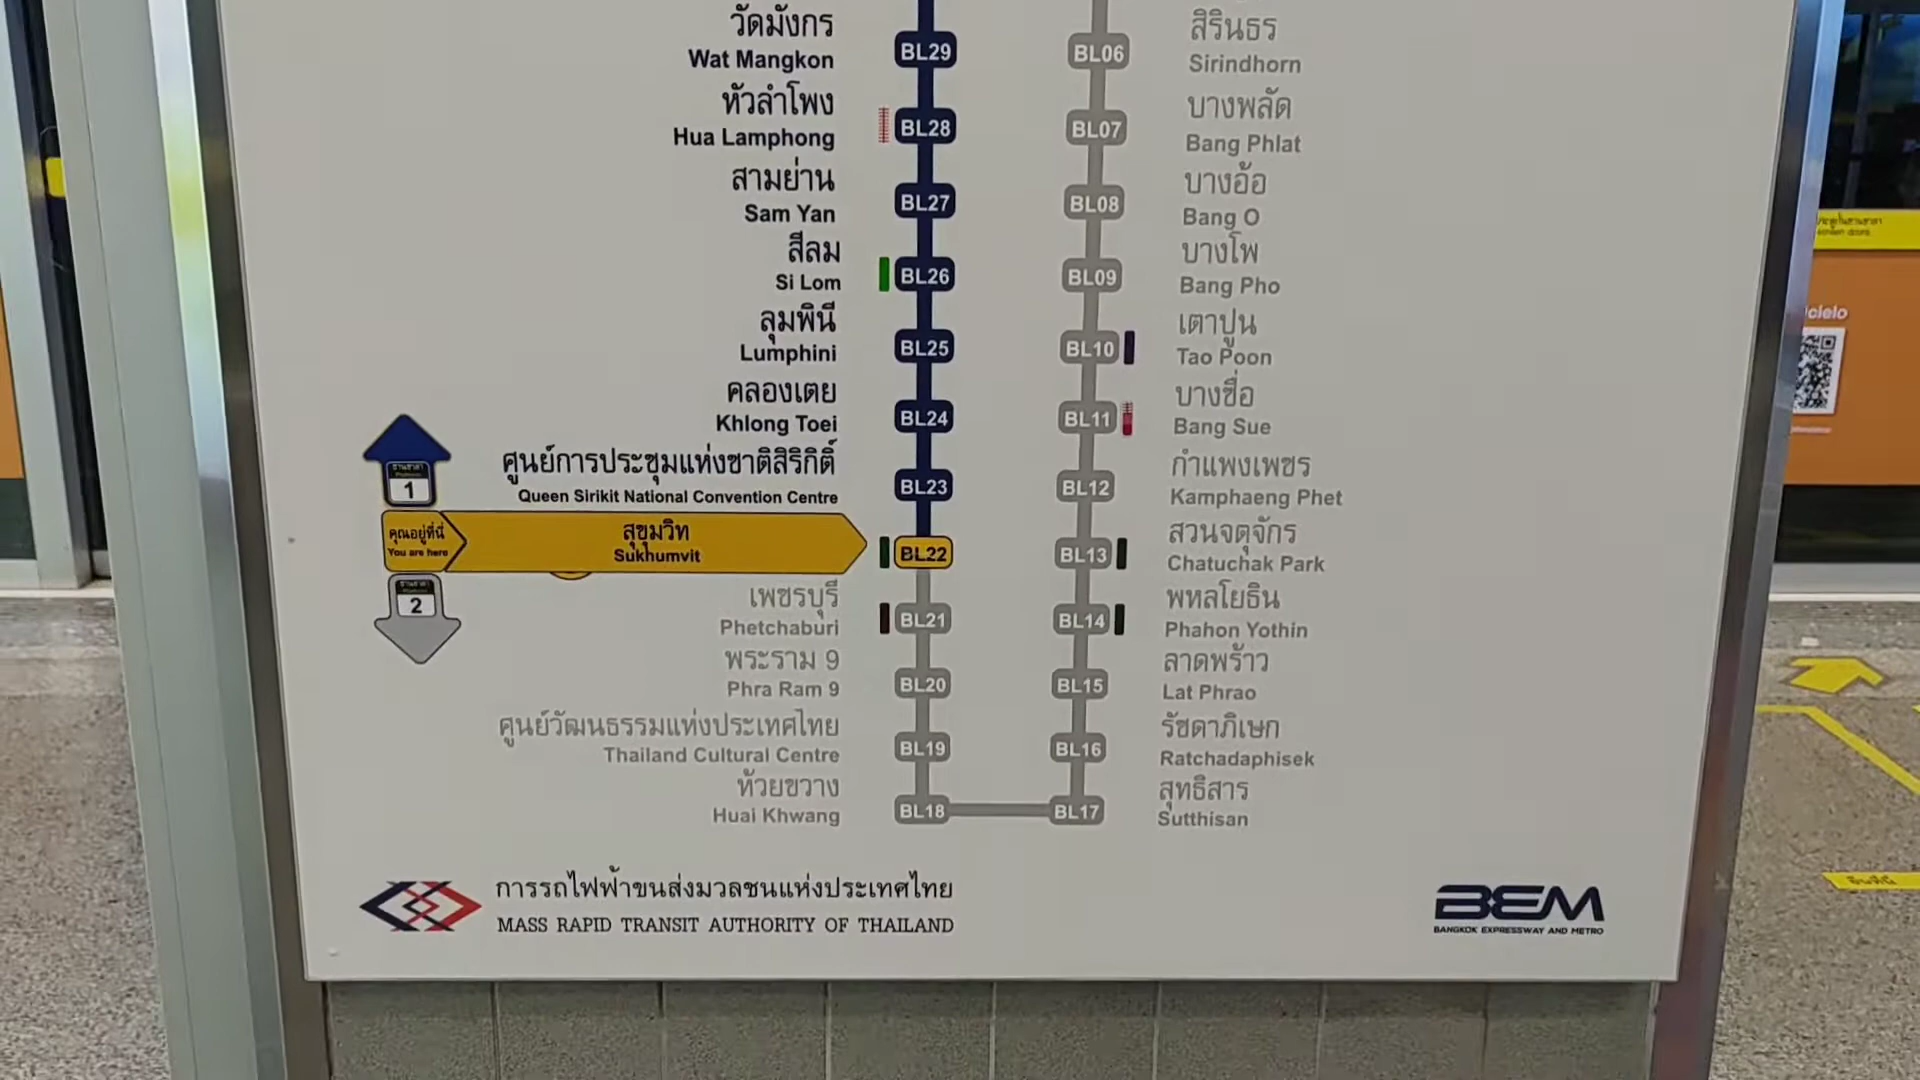 วัดมังกร
Wat Mangkon
BL29
หัวลำโพง
Hua Lamphong
BL28
สามย่าน
Sam Yan
BL27
สีลม
Si Lom
BL26
ลุมพินี
Lumphini
BL25
คลองเตย
Khlong Toei
BL24
ศูนย์การประชุมแห่งชาติสิริกิติ์
Queen Sirikit National Convention Centre
BL23
1
คุณอยู่ที่นี่
You are here
สุขุมวิท
Sukhumvit
BL22
2
เพชรบุรี
Phetchaburi
BL21
พระราม 9
Phra Ram 9
BL20
ศูนย์วัฒนธรรมแห่งประเทศไทย
Thailand Cultural Centre
BL19
ห้วยขวาง
Huai Khwang
BL18
สิรินธร
BL06
Sirindhorn
บางพลัด
BL07
Bang Phlat
บางอ้อ
BL08
Bang O
บางโพ
BL09
Bang Pho
เตาปูน
BL10
Tao Poon
บางซื่อ
BL11
Bang Sue
กำแพงเพชร
BL12
Kamphaeng Phet
สวนจตุจักร
BL13
Chatuchak Park
พหลโยธิน
BL14
Phahon Yothin
ลาดพร้าว
BL15
Lat Phrao
รัชดาภิเษก
BL16
Ratchadaphisek
สุทธิสาร
BL17
Sutthisan
การรถไฟฟ้าขนส่งมวลชนแห่งประเทศไทย
MASS RAPID TRANSIT AUTHORITY OF THAILAND
BEM
BANGKOK EXPRESSWAY AND METRO